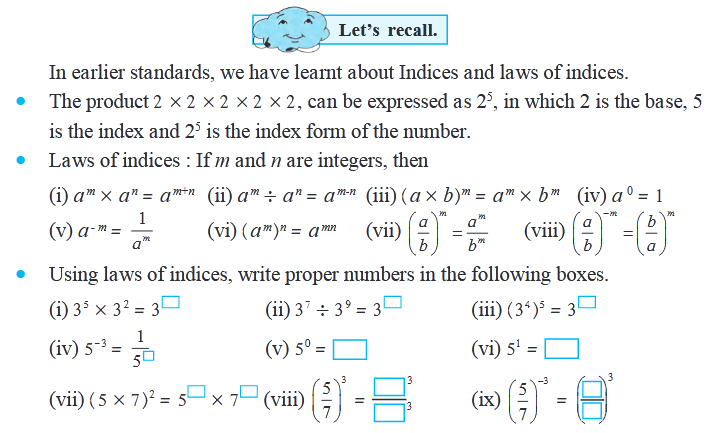 Let's recall.
In earlier standards, we have learnt about Indices and laws of indices.
• The product 2 × 2 × 2 × 2 × 2, can be expressed as 2⁵, in which 2 is the base, 5
is the index and 2⁵ is the index form of the number.
• Laws of indices : If m and n are integers, then
(i) aᵐ × aⁿ = aᵐ⁺ⁿ (ii) aᵐ ÷ aⁿ = aᵐ⁻ⁿ (iii) (a × b)ᵐ = aᵐ × bᵐ (iv) a⁰ = 1
(v) a⁻ᵐ = 1/aᵐ (vi) (aᵐ)ⁿ = aᵐⁿ (vii) (a/b)ᵐ = aᵐ/bᵐ (viii) (a/b)⁻ᵐ = (b/a)ᵐ
• Using laws of indices, write proper numbers in the following boxes.
(i) 3⁵ × 3² = 3^□ (ii) 3⁷ ÷ 3⁹ = 3^□ (iii) (3⁴)⁵ = 3^□
(iv) 5⁻³ = 1/5^□ (v) 5⁰ = □ (vi) 5¹ = □
(vii) (5 × 7)² = 5^□ × 7^□ (viii) (5/7)³ = □³/□³ (ix) (5/7)⁻³ = (□/□)³